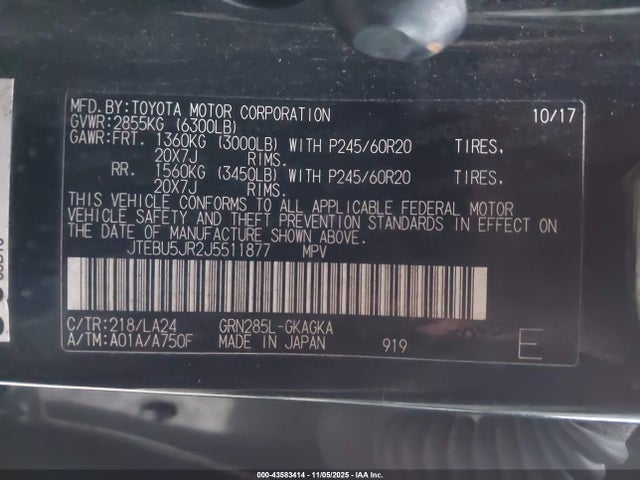 MFD. BY: TOYOTA MOTOR CORPORATION 10/17
GVWR: 2855KG (6300LB)
GAWR: FRT. 1360KG (3000LB) WITH P245/60R20 TIRES,
20X7J RIMS.
RR. 1560KG (3450LB) WITH P245/60R20 TIRES,
20X7J RIMS.
THIS VEHICLE CONFORMS TO ALL APPLICABLE FEDERAL MOTOR
VEHICLE SAFETY AND THEFT PREVENTION STANDARDS IN EFFECT ON
THE DATE OF MANUFACTURE SHOWN ABOVE.
JTEBU5JR2J5511877 MPV
C/TR: 218/LA24 GRN285L-GKAGKA
A/TM: A01A/A750F MADE IN JAPAN 919 E
000-43583414 - 11/05/2025 - IAA Inc.